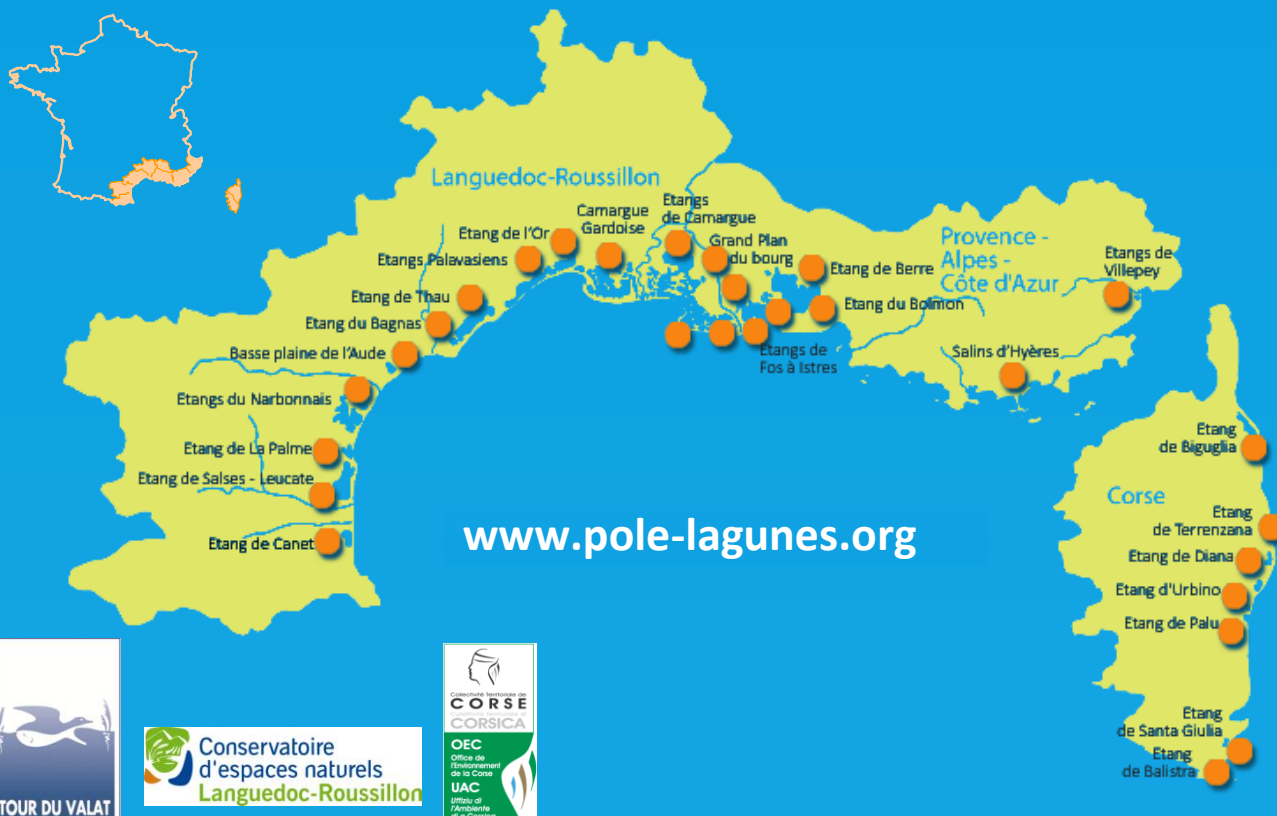 Languedoc-Roussillon
Etang de l'Or
Camargue
Gardoise
Etangs
de Camargue
Grand Plan
du bourg
Etangs Palavasiens
Etang de Thau
Etang du Bagnas
Basse plaine de l'Aude
Etangs du Narbonnais
Etang de La Palme
Etang de Salses - Leucate
Etang de Canet
Etang de Berre
Etang du Bolmon
Etangs de
Fos à Istres
Provence -
Alpes -
Côte d'Azur
Etangs de
Villepey
Salins d'Hyères
Etang
de Biguglia
Corse
Etang
de Terrenzana
Etang de Diana
Etang d'Urbino
Etang de Palu
Etang
de Santa Giulia
Etang
de Balistra
www.pole-lagunes.org
TOUR DU VALAT
Conservatoire
d'espaces naturels
Languedoc-Roussillon
Collectivité Territoriale de
CORSE
CORSICA
OEC
Office de
l'Environnement
de la Corse
UAC
Uffiziu di
l'Ambiente